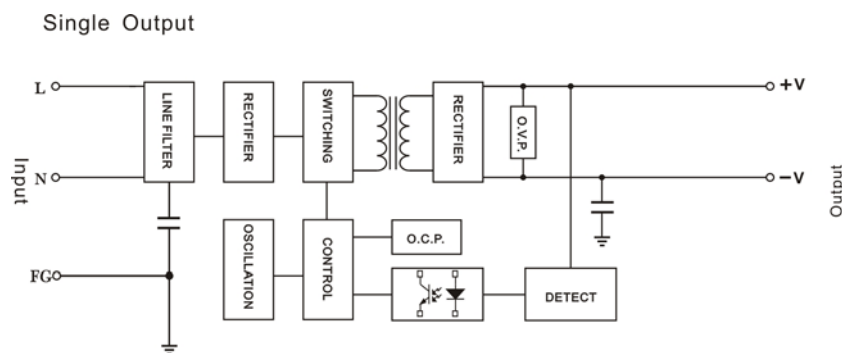 Single Output
L
N
FG
Input
LINE FILTER
RECTIFIER
SWITCHING
RECTIFIER
O.V.P.
+V
-V
Output
OSCILLATION
CONTROL
O.C.P.
DETECT